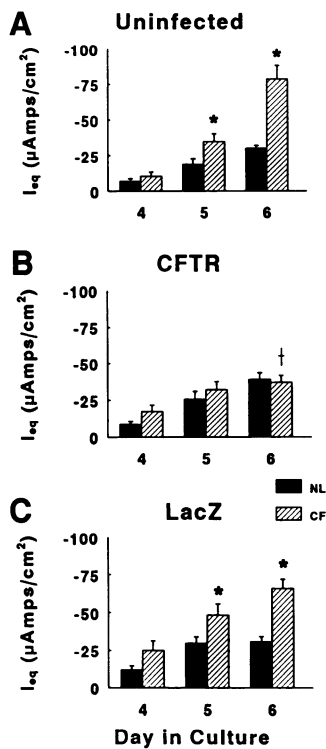 A Uninfected
-100
-75
-50
-25
0
I_eq (μAmps/cm²)
*
*
4 5 6
B CFTR
-100
-75
-50
-25
0
I_eq (μAmps/cm²)
†
4 5 6
NL
CF
C LacZ
-100
-75
-50
-25
0
I_eq (μAmps/cm²)
*
*
4 5 6
Day in Culture